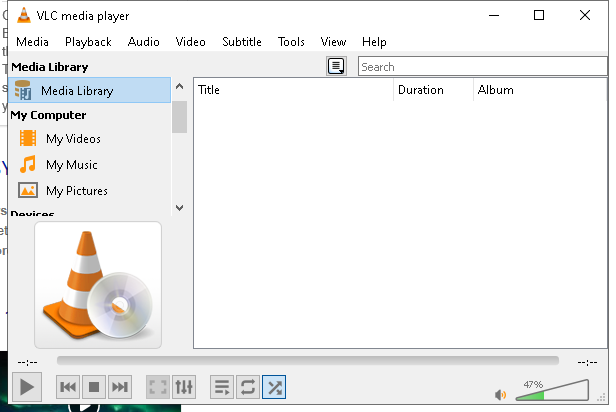 VLC media player
Media Playback Audio Video Subtitle Tools View Help
Media Library
Search
Media Library
Title Duration Album
My Computer
My Videos
My Music
My Pictures
Devices
--:-- --:--
47%